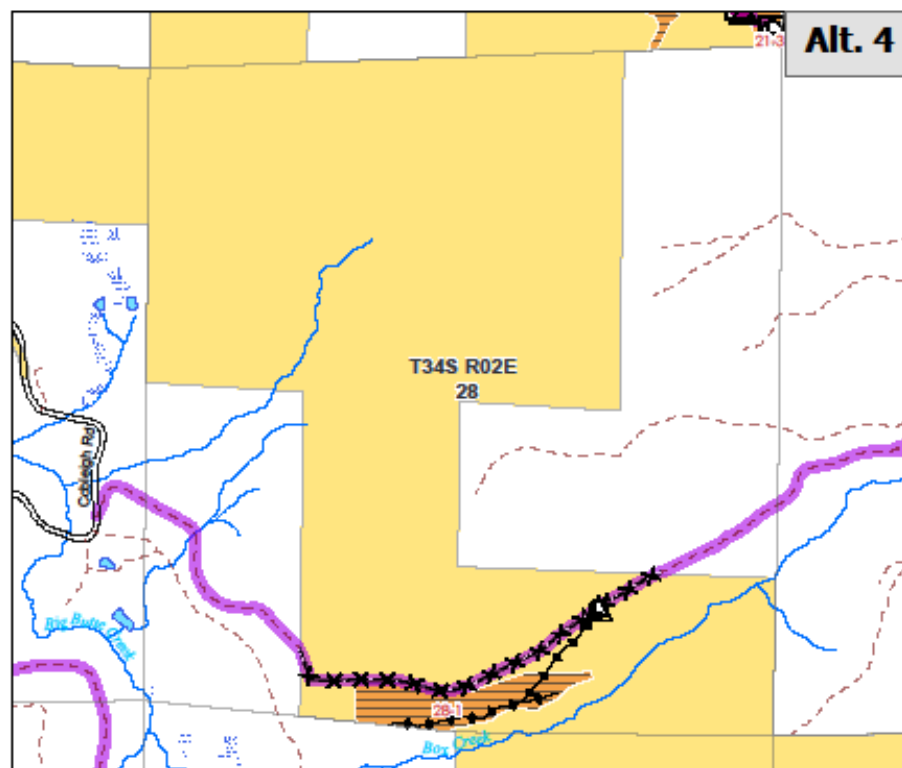 Alt. 4
21-3
T34S R02E
28
Cobleigh Rd
Big Butte Creek
28-1
Box Creek